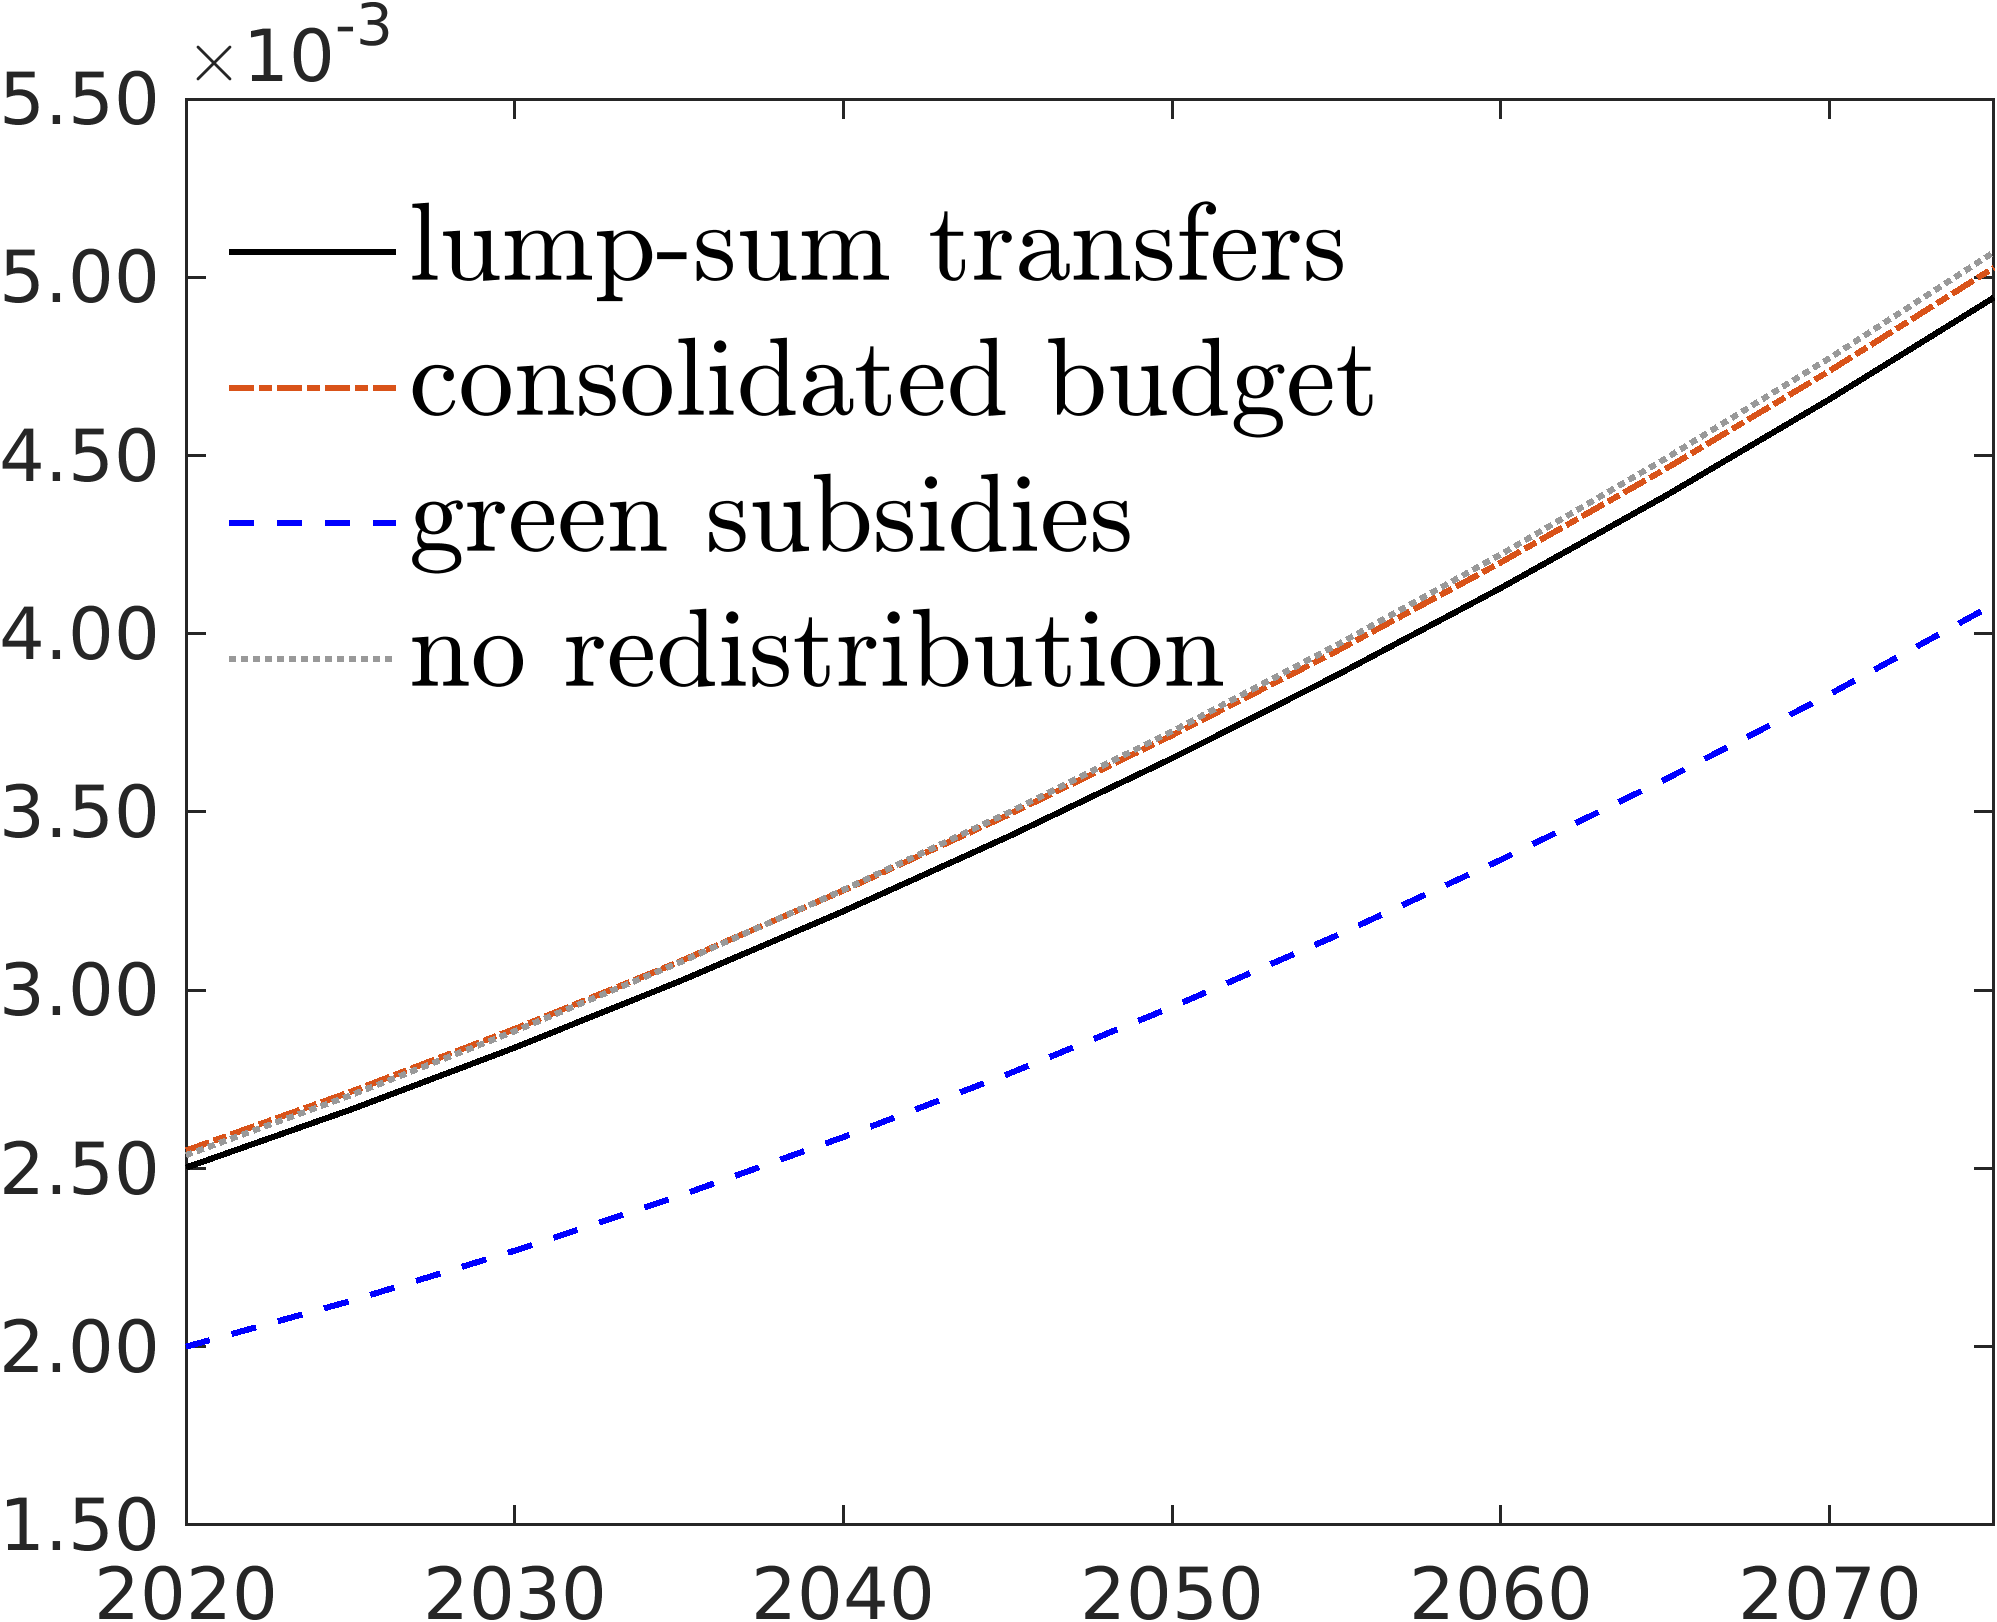 ×10-3
5.50
5.00
4.50
4.00
3.50
3.00
2.50
2.00
1.50
lump-sum transfers
consolidated budget
green subsidies
no redistribution
2020 2030 2040 2050 2060 2070